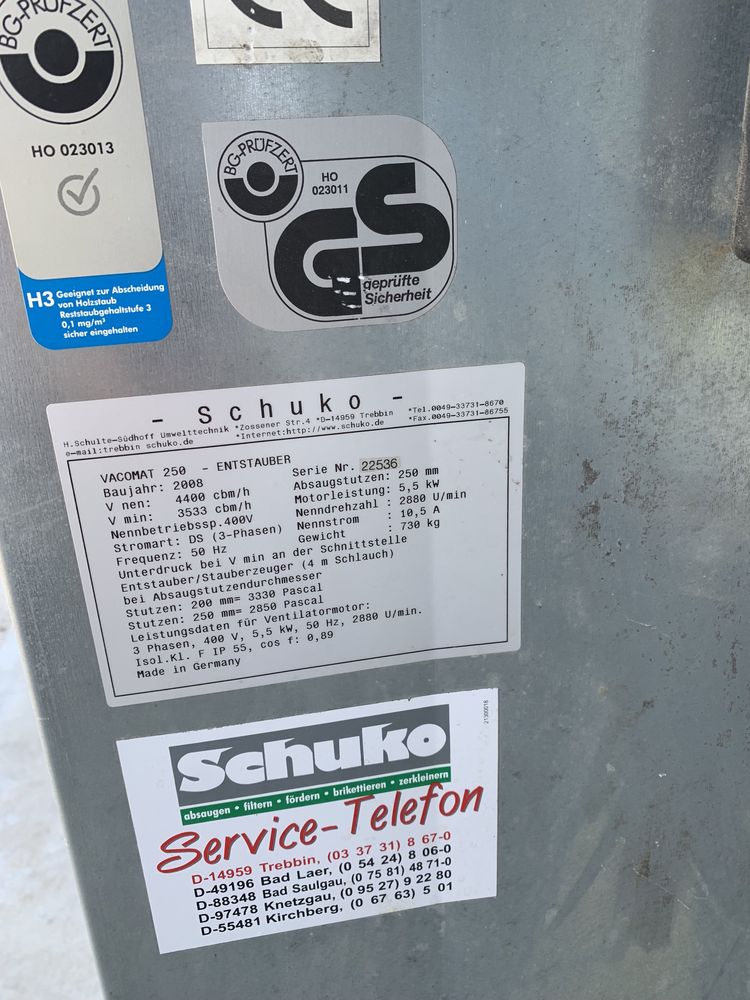 BG-PRÜFZERT
HO 023013
H3 Geeignet zur Abscheidung
von Holzstaub
Reststaubgehaltstufe 3
0,1 mg/m³
sicher eingehalten
CE
BG-PRÜFZERT
HO
023011
GS
geprüfte
Sicherheit
- Schuko -
H.Schulte-Südhoff Umwelttechnik *Zossener Str.4 *D-14959 Trebbin *Tel.0049-33731-8670
e-mail:trebbin schuko.de *Internet:http://www.schuko.de *Fax.0049-33731-86755
VACOMAT 250 - ENTSTAUBER Serie Nr. 22536
Baujahr: 2008 Absaugstutzen: 250 mm
V nen: 4400 cbm/h Motorleistung: 5,5 kW
V min: 3533 cbm/h Nenndrehzahl : 2880 U/min
Nennbetriebssp.400V Nennstrom : 10,5 A
Stromart: DS (3-Phasen) Gewicht : 730 kg
Frequenz: 50 Hz
Unterdruck bei V min an der Schnittstelle
Entstauber/Stauberzeuger (4 m Schlauch)
bei Absaugstutzendurchmesser
Stutzen: 200 mm= 3330 Pascal
Stutzen: 250 mm= 2850 Pascal
Leistungsdaten für Ventilatormotor:
3 Phasen, 400 V, 5,5 kW, 50 Hz, 2880 U/min.
Isol.Kl. F IP 55, cos f: 0,89
Made in Germany
21300018
Schuko
absaugen • filtern • fördern • brikettieren • zerkleinern
Service-Telefon
D-14959 Trebbin, (03 37 31) 8 67-0
D-49196 Bad Laer, (0 54 24) 8 06-0
D-88348 Bad Saulgau, (0 75 81) 48 71-0
D-97478 Knetzgau, (0 95 27) 9 22 80
D-55481 Kirchberg, (0 67 63) 5 01